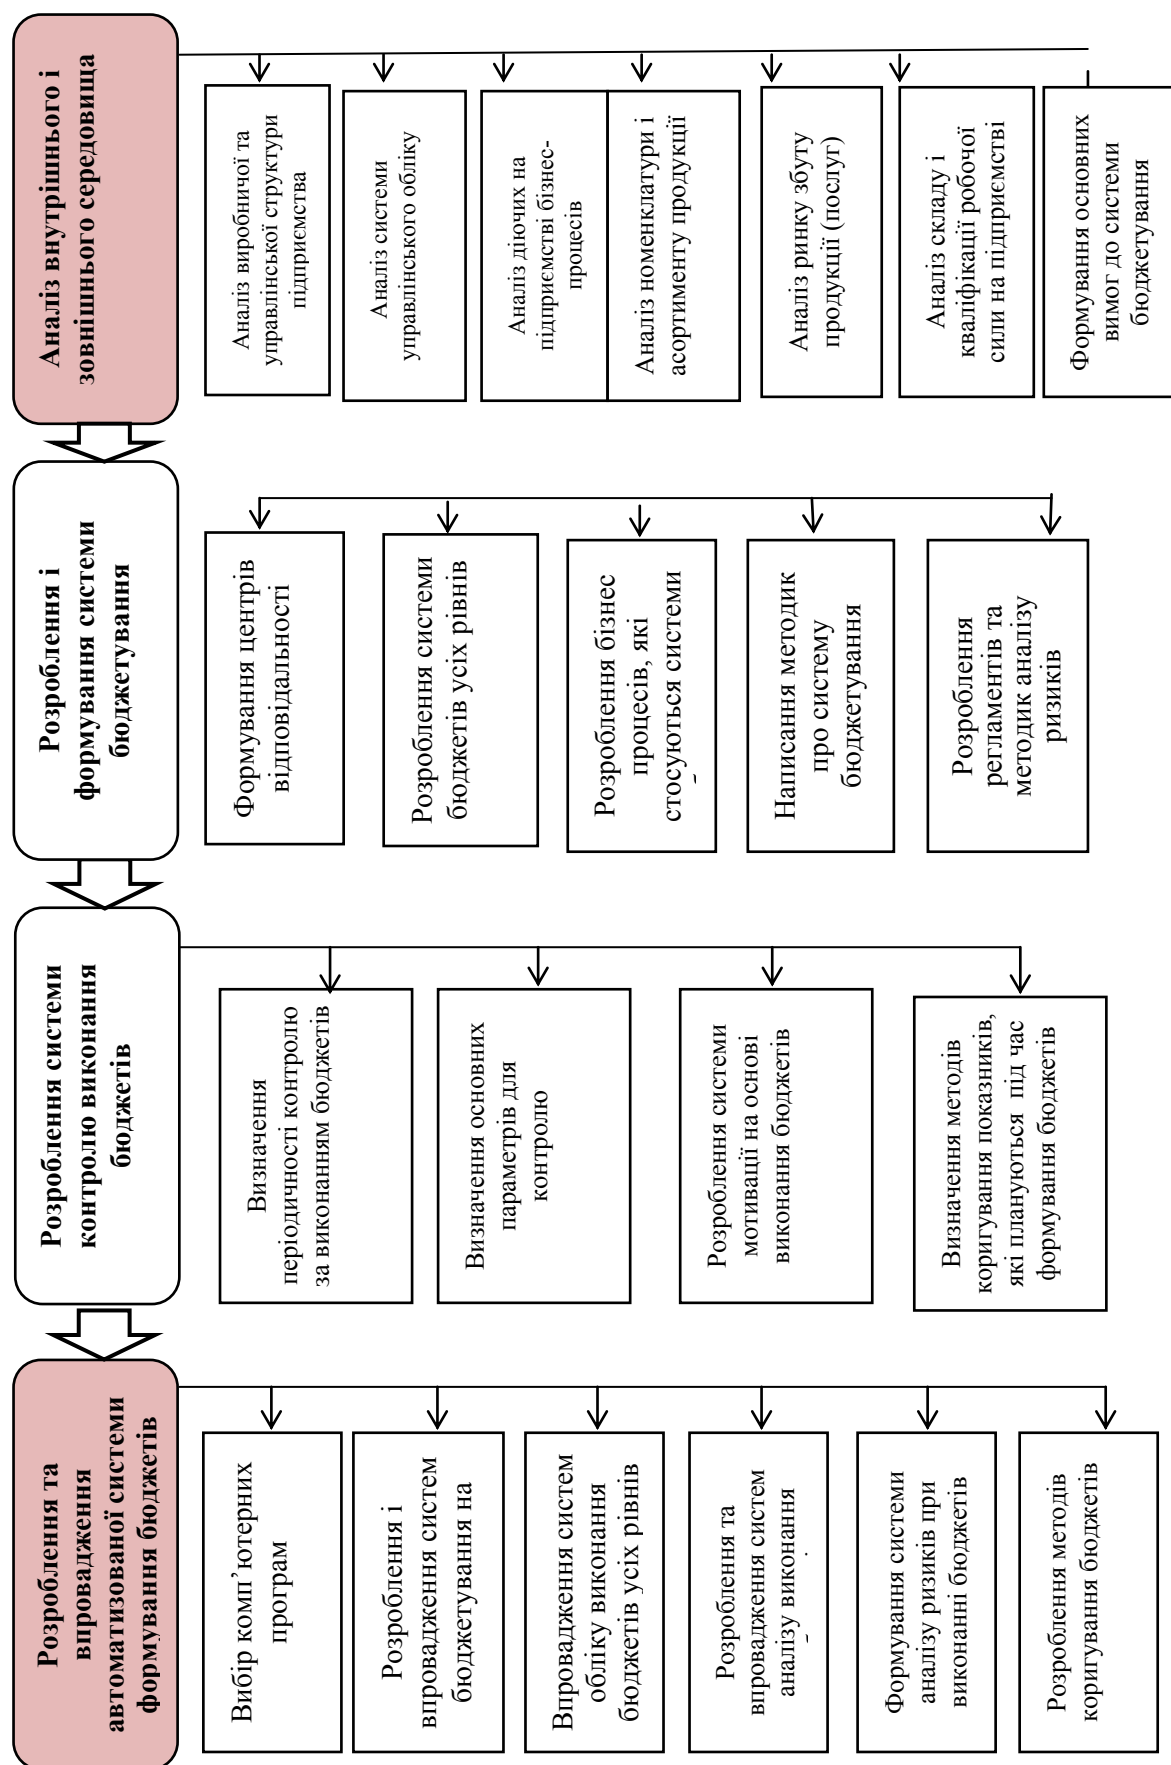 Аналіз внутрішнього і
зовнішнього середовища
Аналіз виробничої та
управлінської структури
підприємства
Аналіз системи
управлінського обліку
Аналіз діючих на
підприємстві бізнес-
процесів
Аналіз номенклатури і
асортименту продукції
Аналіз ринку збуту
продукції (послуг)
Аналіз складу і
кваліфікації робочої
сили на підприємстві
Формування основних
вимог до системи
бюджетування
Розроблення і
формування системи
бюджетування
Формування центрів
відповідальності
Розроблення системи
бюджетів усіх рівнів
Розроблення бізнес
процесів, які
стосуються системи
Написання методик
про систему
бюджетування
Розроблення
регламентів та
методик аналізу
ризиків
Розроблення системи
контролю виконання
бюджетів
Визначення
періодичності контролю
за виконанням бюджетів
Визначення основних
параметрів для
контролю
Розроблення системи
мотивації на основі
виконання бюджетів
Визначення методів
коригування показників,
які плануються під час
формування бюджетів
Розроблення та
впровадження
автоматизованої системи
формування бюджетів
Вибір комп’ютерних
програм
Розроблення і
впровадження систем
бюджетування на
Впровадження систем
обліку виконання
бюджетів усіх рівнів
Розроблення та
впровадження систем
аналізу виконання
Формування системи
аналізу ризиків при
виконанні бюджетів
Розроблення методів
коригування бюджетів